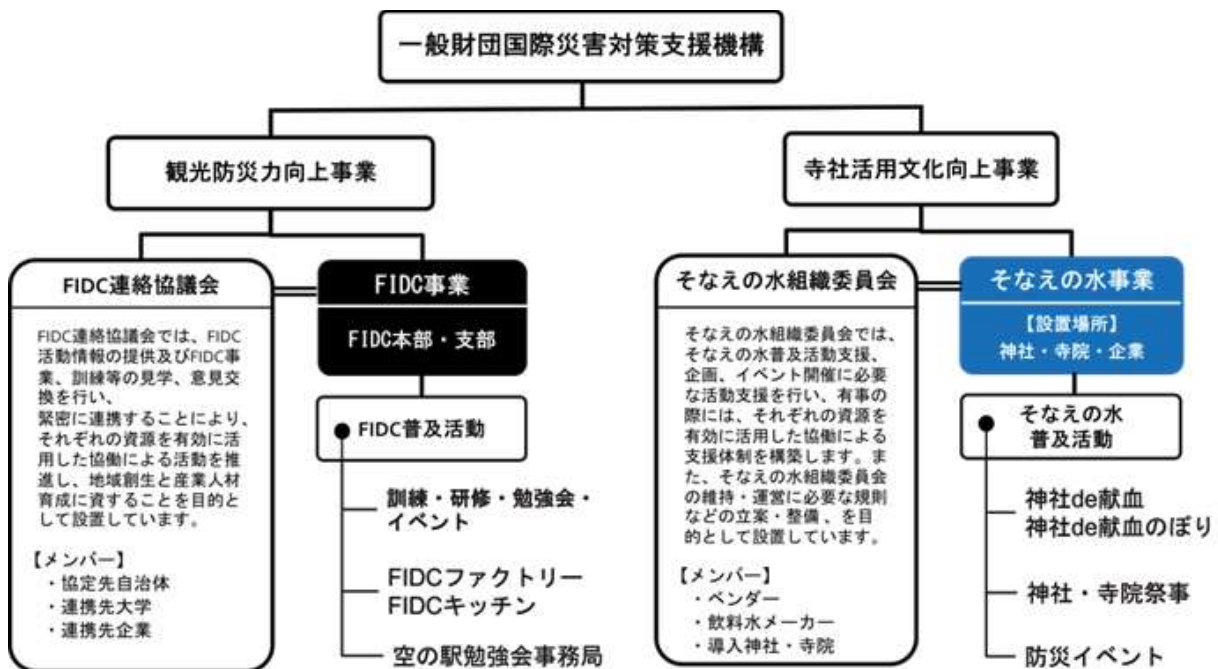 一般財団国際災害対策支援機構
観光防災力向上事業
寺社活用文化向上事業
FIDC連絡協議会
FIDC連絡協議会では、FIDC
活動情報の提供及びFIDC事
業、訓練等の見学、意見交
換を行い、
緊密に連携することにより、
それぞれの資源を有効に活
用した協働による活動を推
進し、地域創生と産業人材
育成に資することを目的と
して設置しています。
【メンバー】
・協定先自治体
・連携先大学
・連携先企業
FIDC事業
FIDC本部・支部
FIDC普及活動
訓練・研修・勉強会・
イベント
FIDCファクトリー
FIDCキッチン
空の駅勉強会事務局
そなえの水組織委員会
そなえの水組織委員会では、
そなえの水普及活動支援、
企画、イベント開催に必要
な活動支援を行い、有事の
際には、それぞれの資源を
有効に活用した協働による
支援体制を構築します。ま
た、そなえの水組織委員会
の維持・運営に必要な規則
などの立案・整備 、を目
的として設置しています。
【メンバー】
・ベンダー
・飲料水メーカー
・導入神社・寺院
そなえの水事業
【設置場所】
神社・寺院・企業
そなえの水
普及活動
神社de献血
神社de献血のぼり
神社・寺院祭事
防災イベント